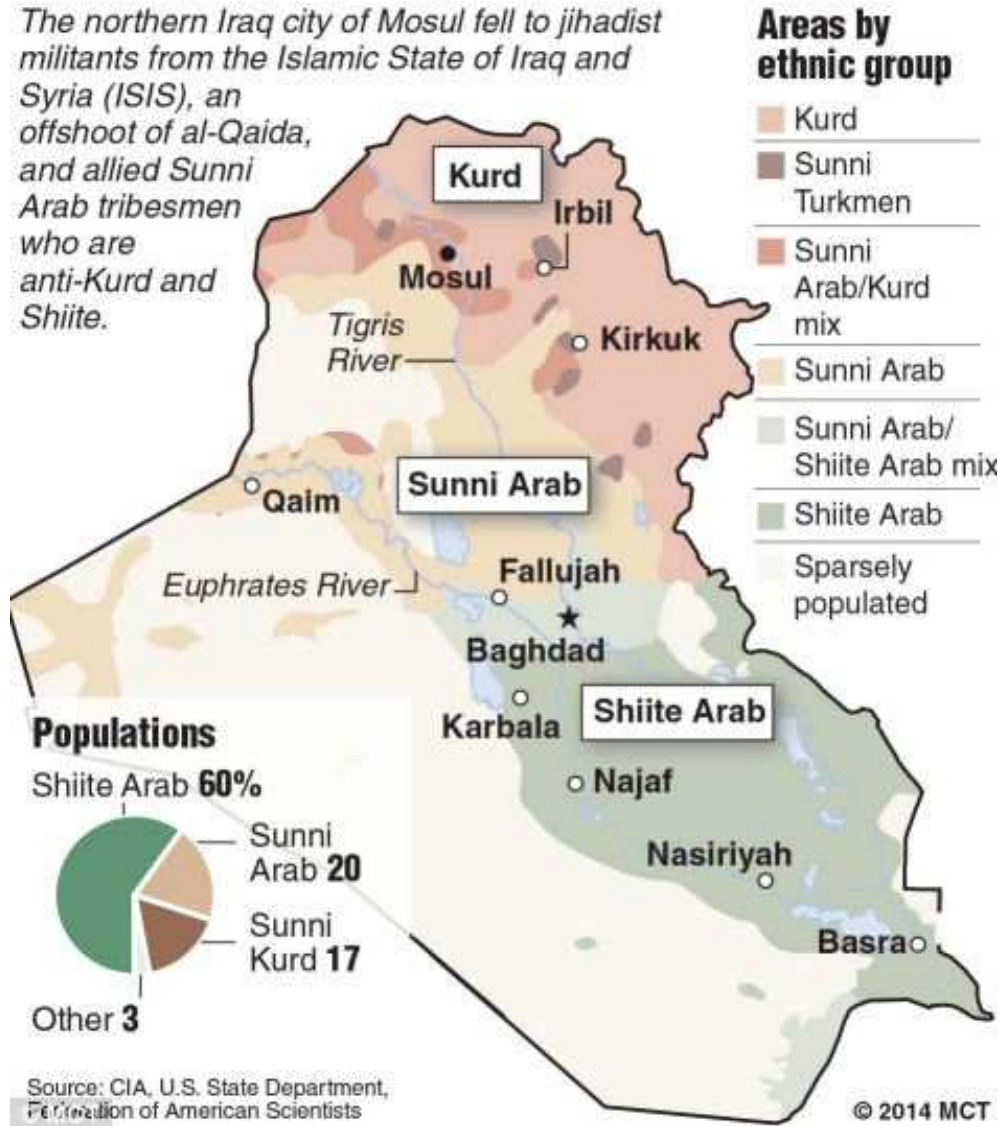 The northern Iraq city of Mosul fell to jihadist
militants from the Islamic State of Iraq and
Syria (ISIS), an
offshoot of al-Qaida,
and allied Sunni
Arab tribesmen
who are
anti-Kurd and
Shiite.
Areas by
ethnic group
Kurd
Sunni
Turkmen
Sunni
Arab/Kurd
mix
Sunni Arab
Sunni Arab/
Shiite Arab mix
Shiite Arab
Sparsely
populated
Kurd
Irbil
Mosul
Tigris
River
Kirkuk
Sunni Arab
Qaim
Euphrates River
Fallujah
Baghdad
Shiite Arab
Karbala
Najaf
Nasiriyah
Basra
Populations
Shiite Arab 60%
Sunni
Arab 20
Sunni
Kurd 17
Other 3
Source: CIA, U.S. State Department,
Federation of American Scientists
© 2014 MCT